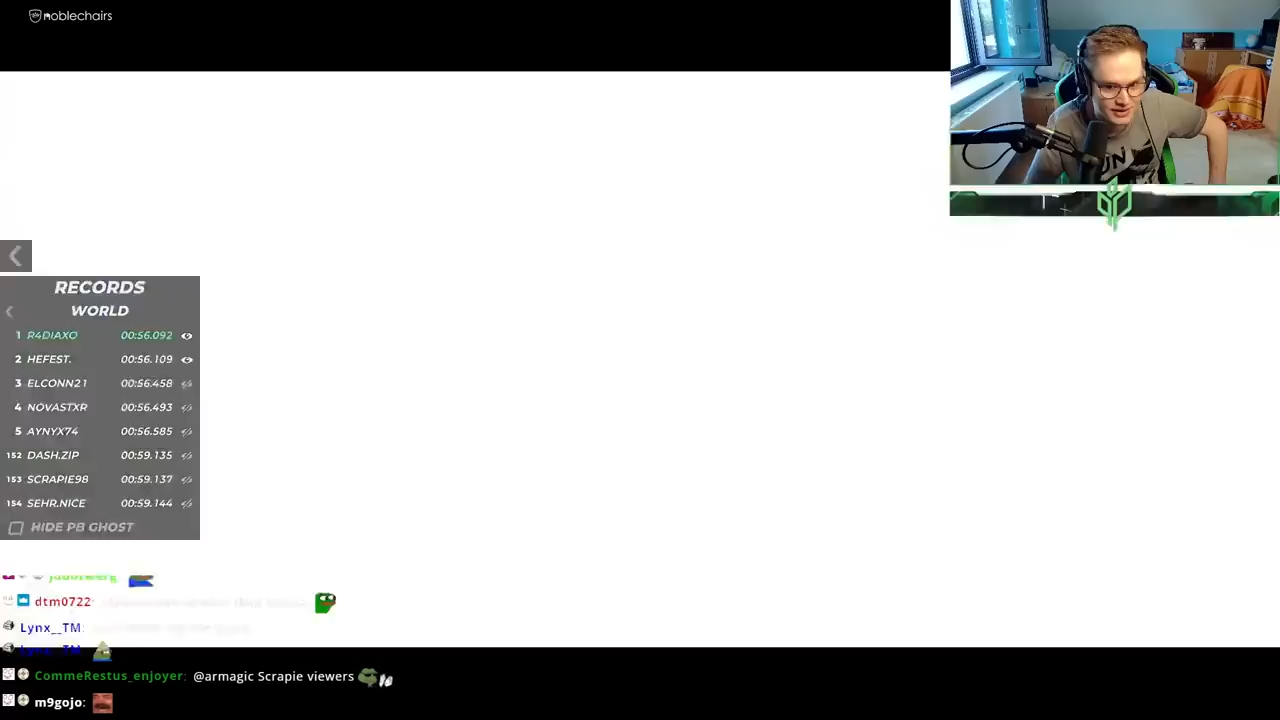 noblechairs
RECORDS
WORLD
1 R4DIAXO 00:56.092
2 HEFEST. 00:56.109
3 ELCONN21 00:56.458
4 NOVASTXR 00:56.493
5 AYNYX74 00:56.585
152 DASH.ZIP 00:59.135
153 SCRAPIE98 00:59.137
154 SEHR.NICE 00:59.144
HIDE PB GHOST
dtm0722:
Lynx__TM:
Lynx__TM:
CommeRestus_enjoyer: @armagic Scrapie viewers
m9gojo: